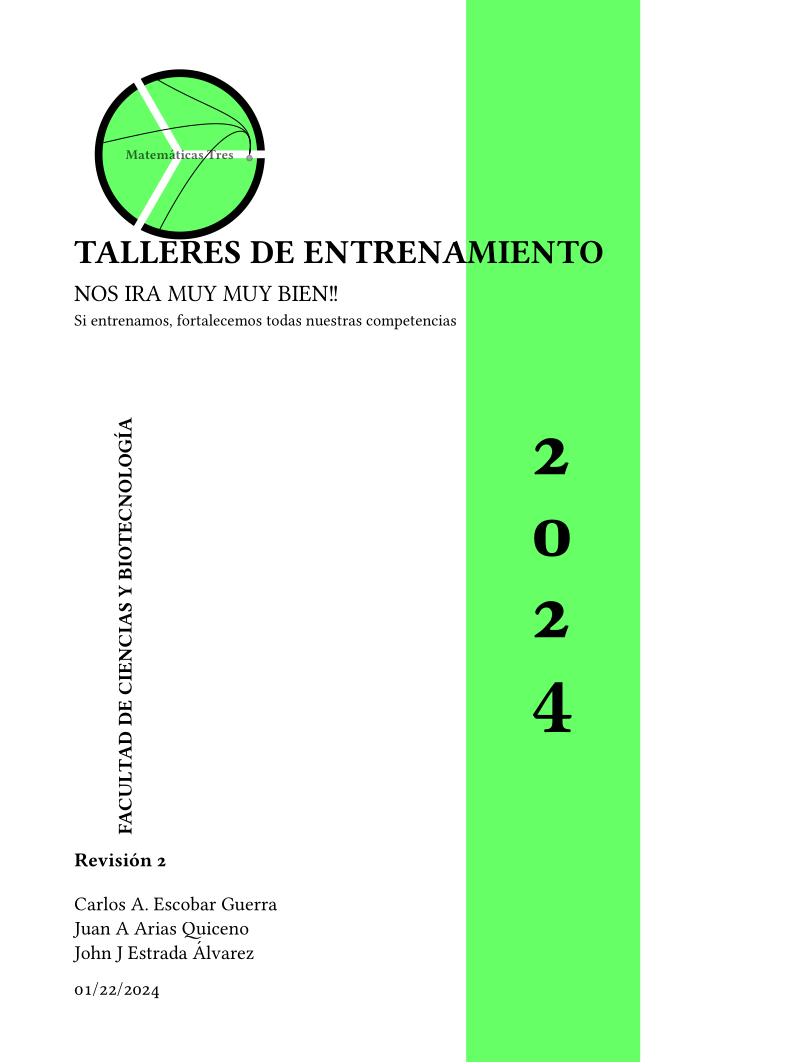 Matemáticas Tres
TALLERES DE ENTRENAMIENTO
NOS IRA MUY MUY BIEN!!
Si entrenamos, fortalecemos todas nuestras competencias
FACULTAD DE CIENCIAS Y BIOTECNOLOGÍA
2
0
2
4
Revisión 2
Carlos A. Escobar Guerra
Juan A Arias Quiceno
John J Estrada Álvarez
01/22/2024